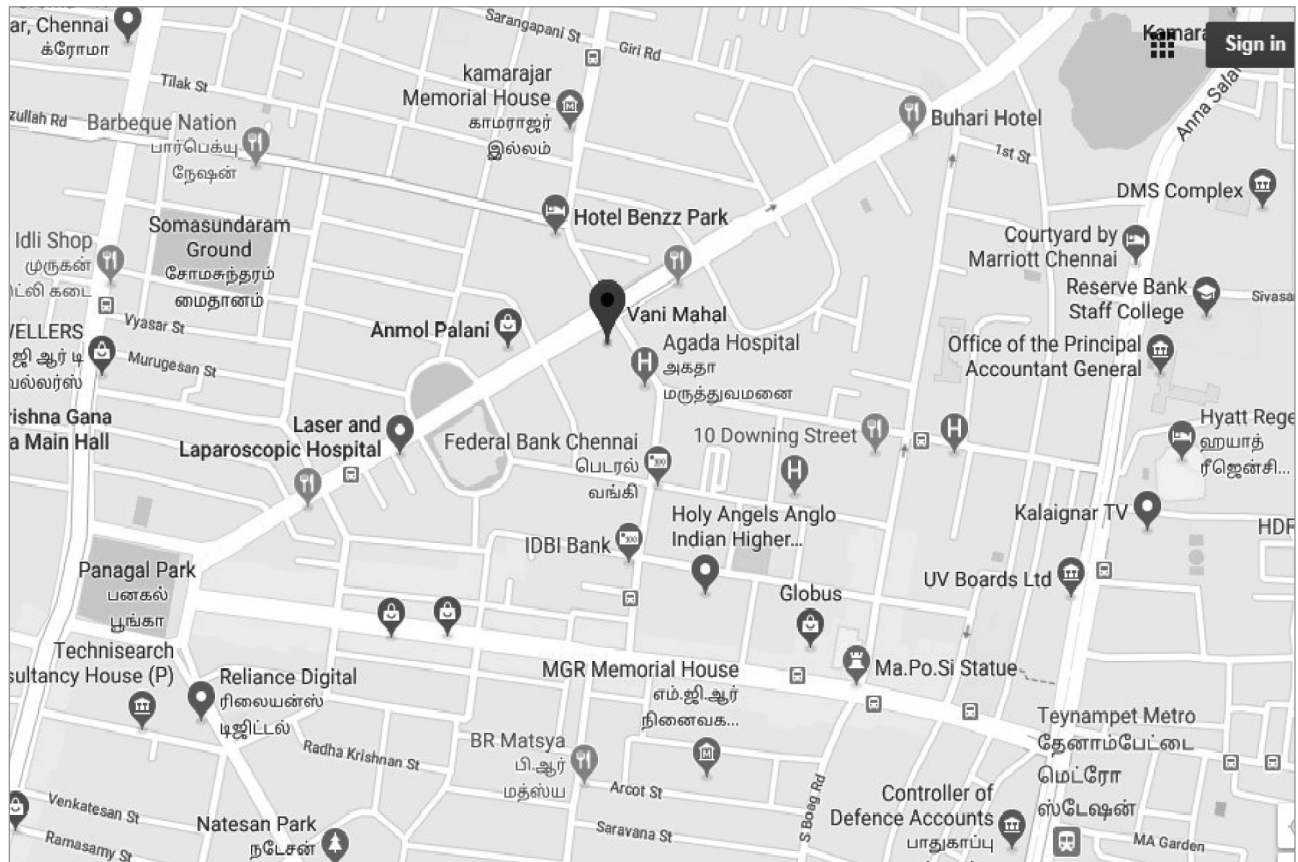 ar, Chennai
க்ரோமா
Sarangapani St
Giri Rd
Sign in
Tilak St
kamarajar
Memorial House
காமராஜர்
இல்லம்
Anna Salai
zullah Rd
Barbeque Nation
பார்பெக்யு
நேஷன்
Buhari Hotel
1st St
DMS Complex
Somasundaram
Ground
சோமசுந்தரம்
மைதானம்
Hotel Benzz Park
Courtyard by
Marriott Chennai
Idli Shop
முருகன்
ட்லி கடை
Reserve Bank
Staff College
Sivasa
Vyasar St
Anmol Palani
Vani Mahal
WELLERS
ஜி ஆர் டி
வல்லர்ஸ்
Murugesan St
Agada Hospital
அகதா
மருத்துவமனை
Office of the Principal
Accountant General
rishna Gana
a Main Hall
Laser and
Laparoscopic Hospital
Federal Bank Chennai
பெடரல்
வங்கி
10 Downing Street
Hyatt Rege
ஹயாத்
ரீஜென்சி...
Holy Angels Anglo
Indian Higher...
Kalaignar TV
HDF
IDBI Bank
Panagal Park
பனகல்
பூங்கா
UV Boards Ltd
Globus
Technisearch
sultancy House (P)
MGR Memorial House
எம்.ஜி.ஆர்
நினைவக...
Ma.Po.Si Statue
Reliance Digital
ரிலையன்ஸ்
டிஜிட்டல்
Radha Krishnan St
BR Matsya
பி.ஆர்
மத்ஸ்ய
Teynampet Metro
தேனாம்பேட்டை
மெட்ரோ
ஸ்டேஷன்
Arcot St
S Boag Rd
Controller of
Defence Accounts
பாதுகாப்பு
Venkatesan St
Ramasamy St
Natesan Park
நடேசன்
Saravana St
MA Garden